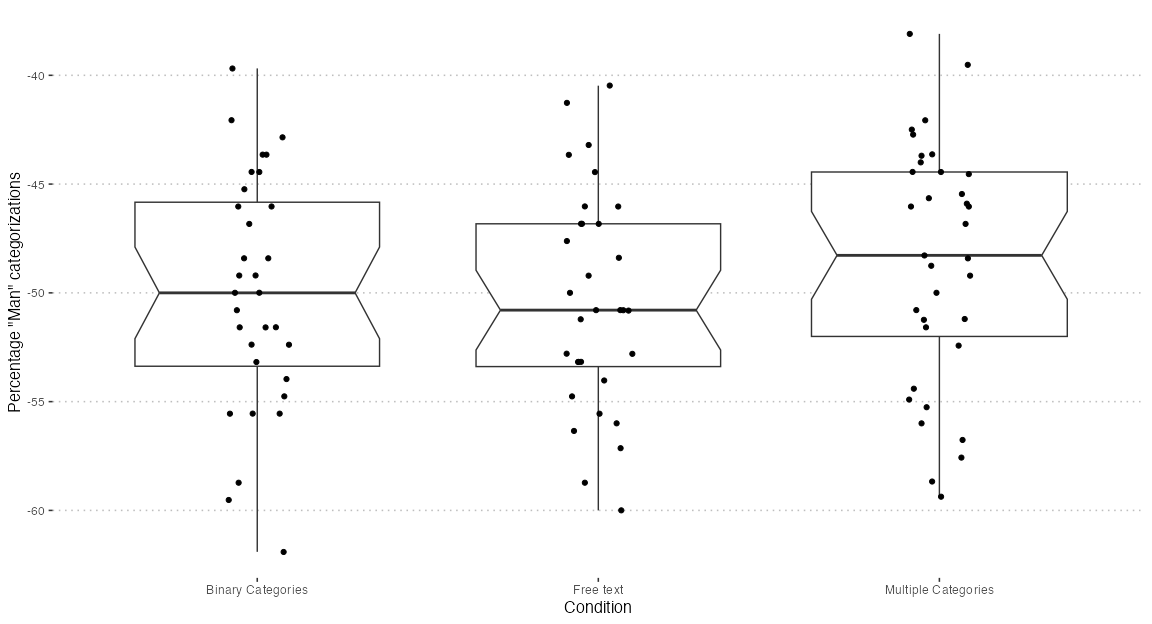 Percentage "Man" categorizations
-40
-45
-50
-55
-60
Binary Categories
Free text
Multiple Categories
Condition